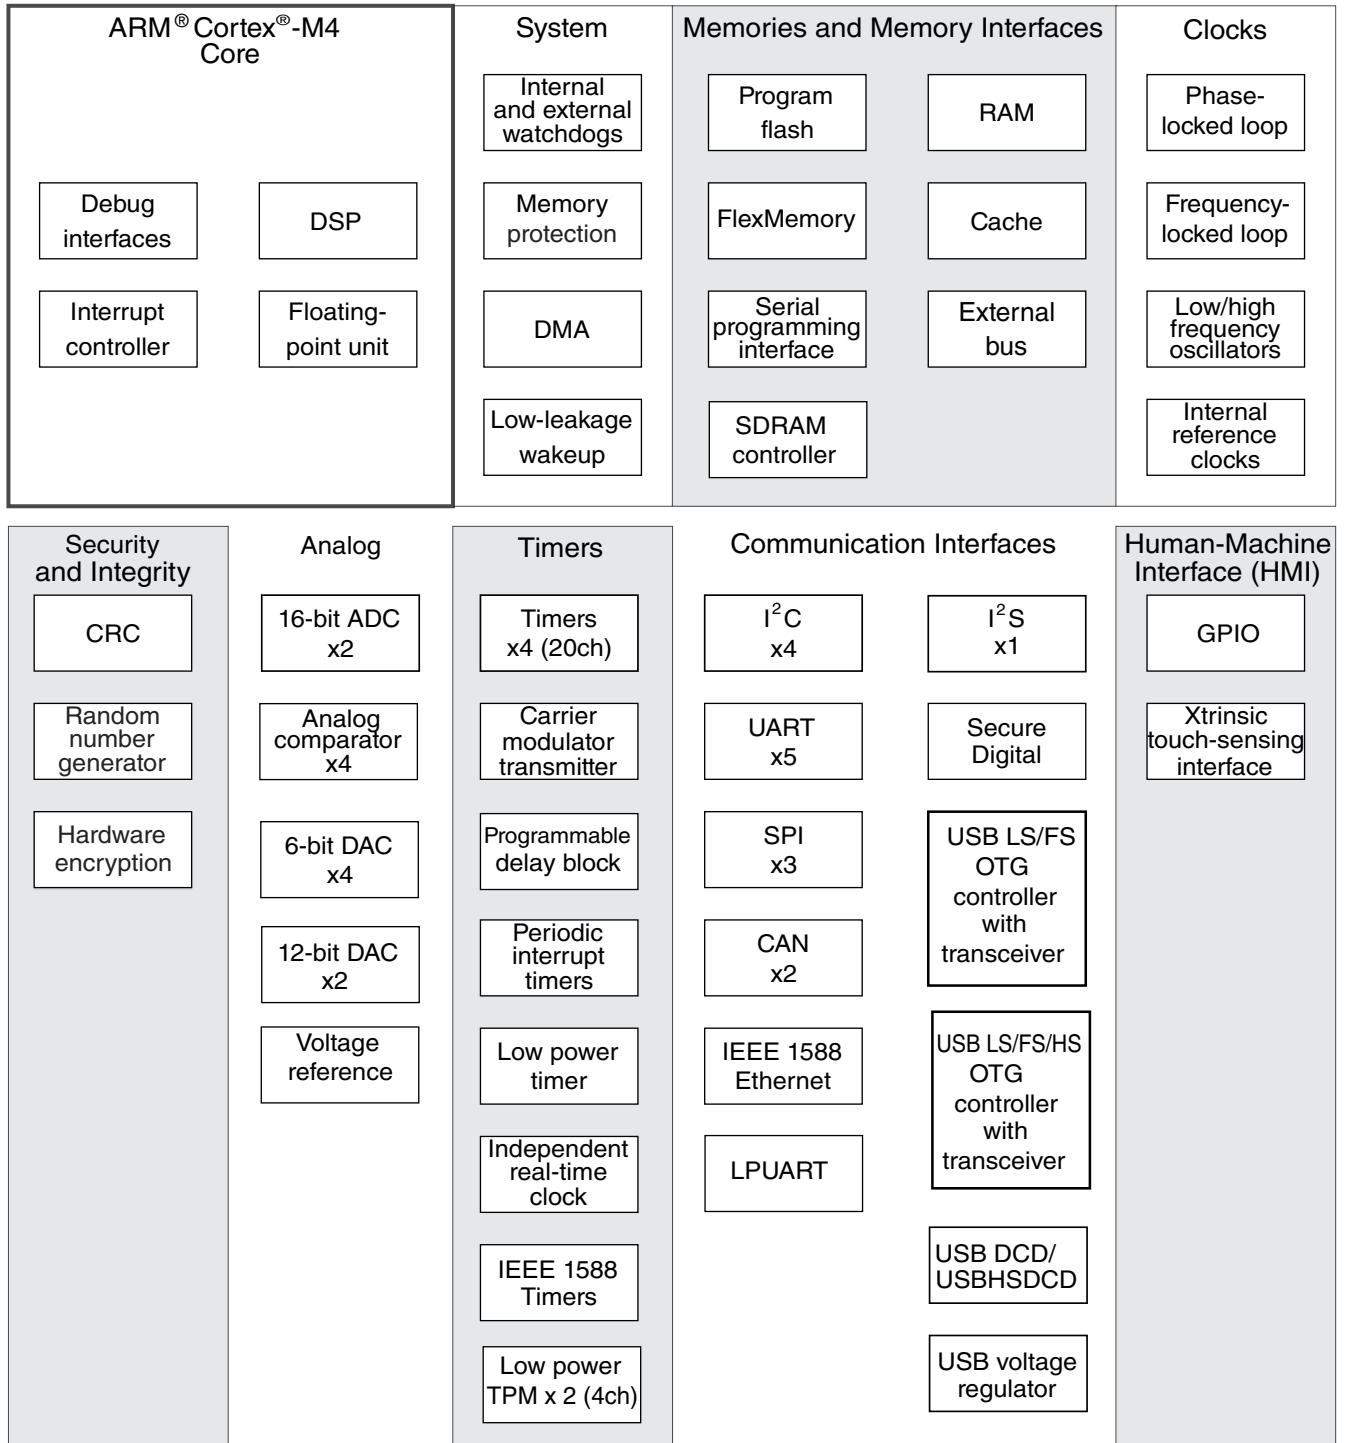 ARM® Cortex®-M4
Core
Debug
interfaces
DSP
Interrupt
controller
Floating-
point unit
System
Internal
and external
watchdogs
Memory
protection
DMA
Low-leakage
wakeup
Memories and Memory Interfaces
Program
flash
RAM
FlexMemory
Cache
Serial
programming
interface
External
bus
SDRAM
controller
Clocks
Phase-
locked loop
Frequency-
locked loop
Low/high
frequency
oscillators
Internal
reference
clocks
Security
and Integrity
CRC
Random
number
generator
Hardware
encryption
Analog
16-bit ADC
x2
Analog
comparator
x4
6-bit DAC
x4
12-bit DAC
x2
Voltage
reference
Timers
Timers
x4 (20ch)
Carrier
modulator
transmitter
Programmable
delay block
Periodic
interrupt
timers
Low power
timer
Independent
real-time
clock
IEEE 1588
Timers
Low power
TPM x 2 (4ch)
Communication Interfaces
I²C
x4
I²S
x1
UART
x5
Secure
Digital
SPI
x3
USB LS/FS
OTG
controller
with
transceiver
CAN
x2
IEEE 1588
Ethernet
USB LS/FS/HS
OTG
controller
with
transceiver
LPUART
USB DCD/
USBHSDCD
USB voltage
regulator
Human-Machine
Interface (HMI)
GPIO
Xtrinsic
touch-sensing
interface